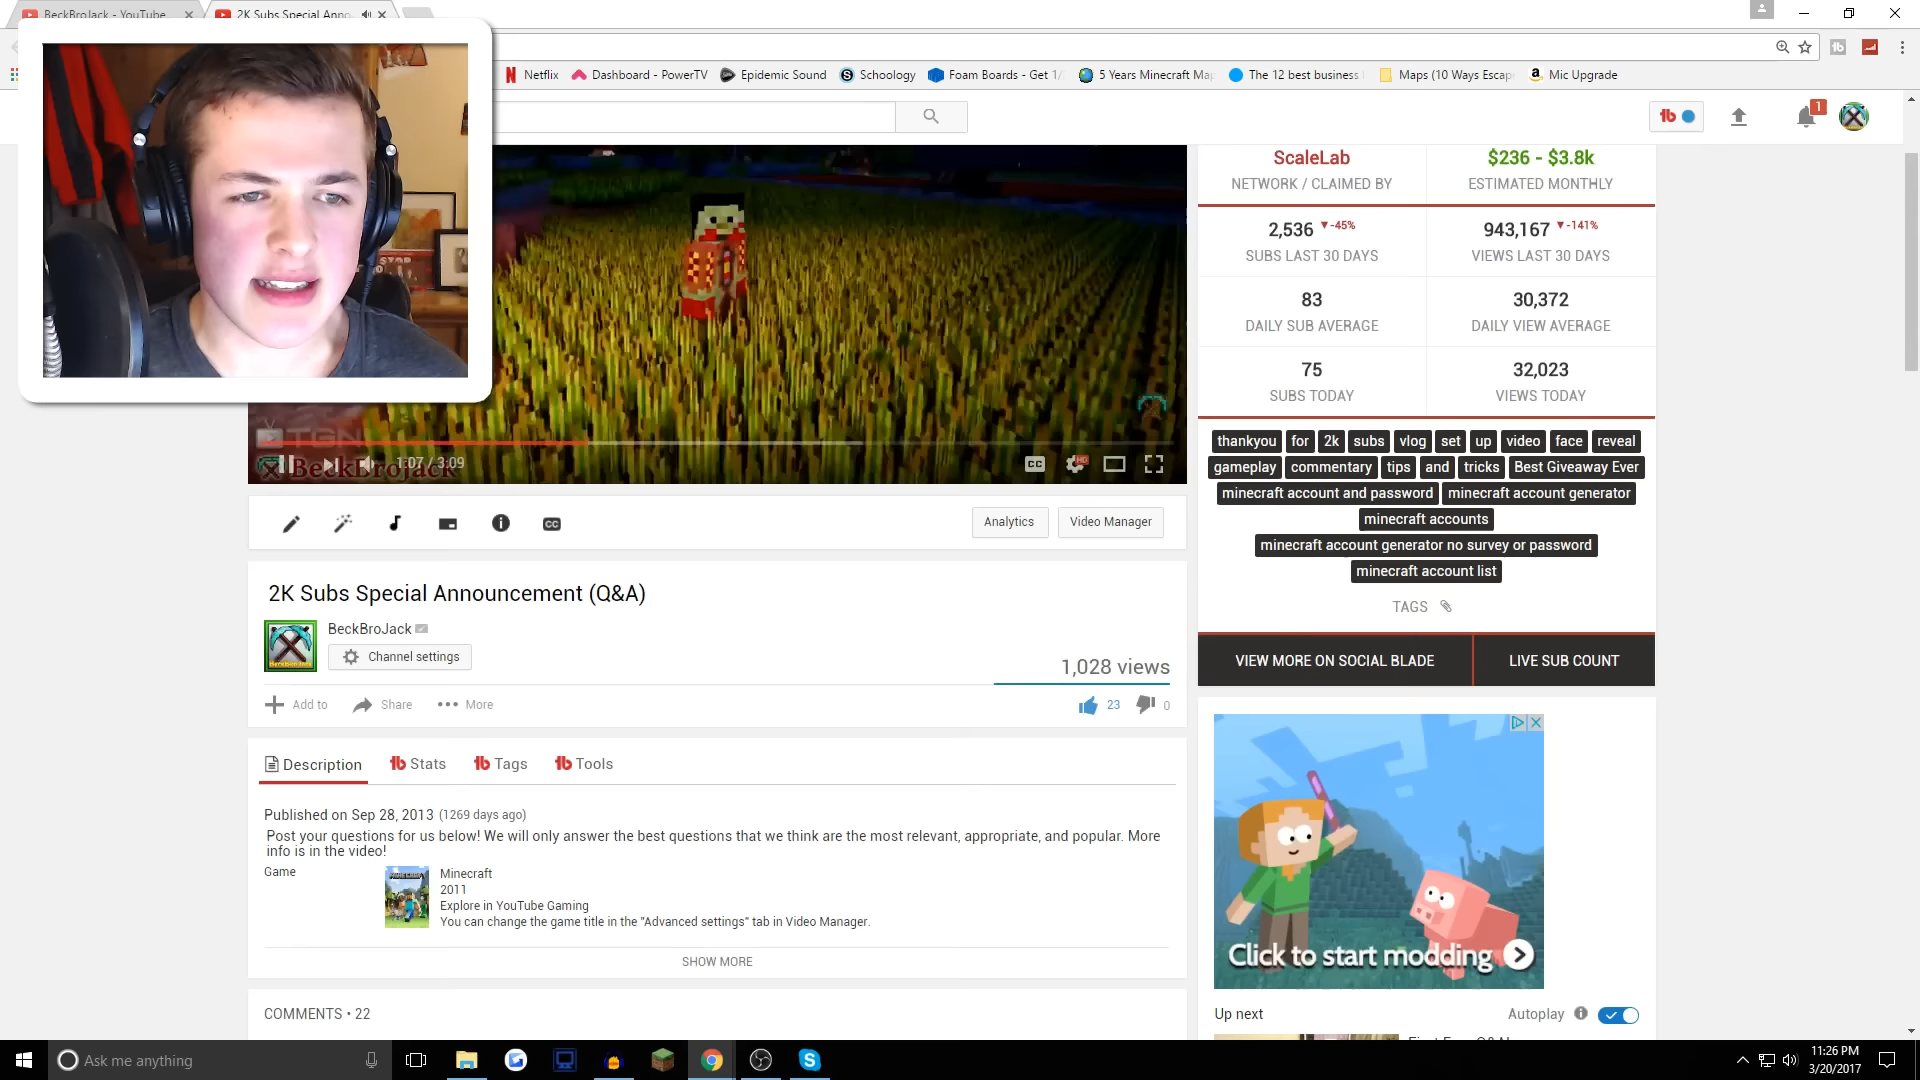 BeckBroJack - YouTube
2K Subs Special Anno
Netflix
Dashboard - PowerTV
Epidemic Sound
Schoology
Foam Boards - Get 1/
5 Years Minecraft Ma
The 12 best business
Maps (10 Ways Escap
Mic Upgrade
1
ScaleLab
$236 - $3.8k
NETWORK / CLAIMED BY
ESTIMATED MONTHLY
2,536 ▼-45%
943,167 ▼-141%
SUBS LAST 30 DAYS
VIEWS LAST 30 DAYS
83
30,372
DAILY SUB AVERAGE
DAILY VIEW AVERAGE
75
32,023
SUBS TODAY
VIEWS TODAY
thankyou for 2k subs vlog set up video face reveal
gameplay commentary tips and tricks Best Giveaway Ever
minecraft account and password minecraft account generator
minecraft accounts
minecraft account generator no survey or password
minecraft account list
TAGS
VIEW MORE ON SOCIAL BLADE
LIVE SUB COUNT
STOP
TGN
BeckBroJack
1:07 / 3:09
CC
HD
CC
Analytics
Video Manager
2K Subs Special Announcement (Q&A)
BeckBroJack
Channel settings
1,028 views
Add to
Share
More
23
0
Description
tb Stats
tb Tags
tb Tools
Published on Sep 28, 2013 (1269 days ago)
Post your questions for us below! We will only answer the best questions that we think are the most relevant, appropriate, and popular. More
info is in the video!
Game
Minecraft
2011
Explore in YouTube Gaming
You can change the game title in the "Advanced settings" tab in Video Manager.
SHOW MORE
COMMENTS • 22
Click to start modding
Up next
Autoplay
Ask me anything
11:26 PM
3/20/2017